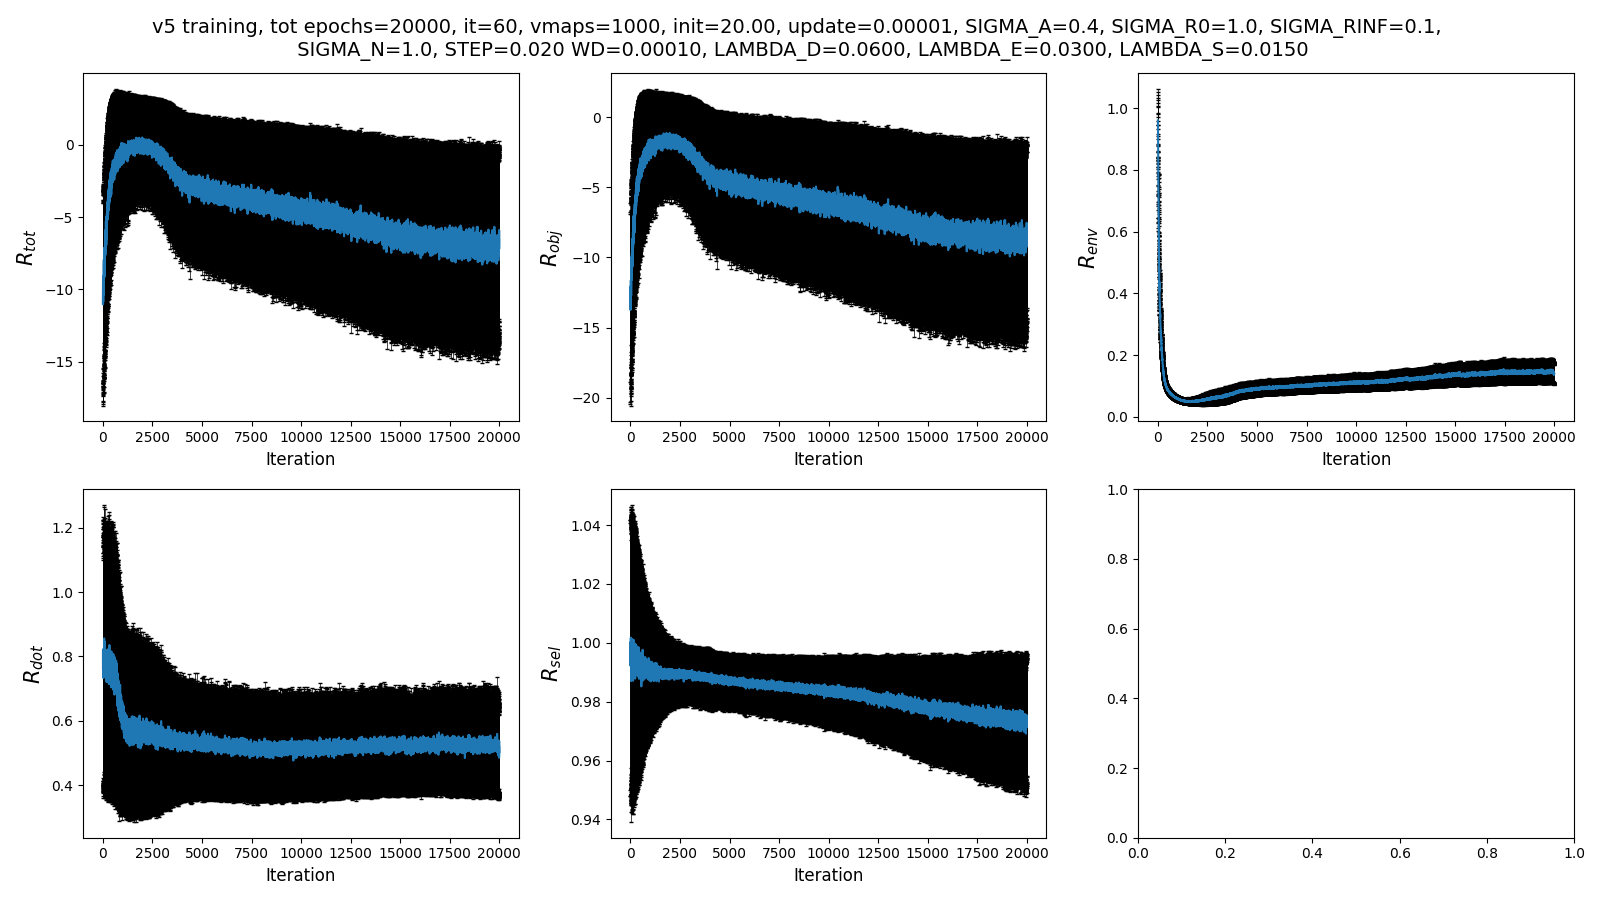 v5 training, tot epochs=20000, it=60, vmaps=1000, init=20.00, update=0.00001, SIGMA_A=0.4, SIGMA_R0=1.0, SIGMA_RINF=0.1,
SIGMA_N=1.0, STEP=0.020 WD=0.00010, LAMBDA_D=0.0600, LAMBDA_E=0.0300, LAMBDA_S=0.0150
R_tot
0
−5
−10
−15
0 2500 5000 7500 10000 12500 15000 17500 20000
Iteration
R_obj
0
−5
−10
−15
−20
0 2500 5000 7500 10000 12500 15000 17500 20000
Iteration
R_env
1.0
0.8
0.6
0.4
0.2
0.0
0 2500 5000 7500 10000 12500 15000 17500 20000
Iteration
R_dot
1.2
1.0
0.8
0.6
0.4
0 2500 5000 7500 10000 12500 15000 17500 20000
Iteration
R_sel
1.04
1.02
1.00
0.98
0.96
0.94
0 2500 5000 7500 10000 12500 15000 17500 20000
Iteration
1.0
0.8
0.6
0.4
0.2
0.0
0.0 0.2 0.4 0.6 0.8 1.0